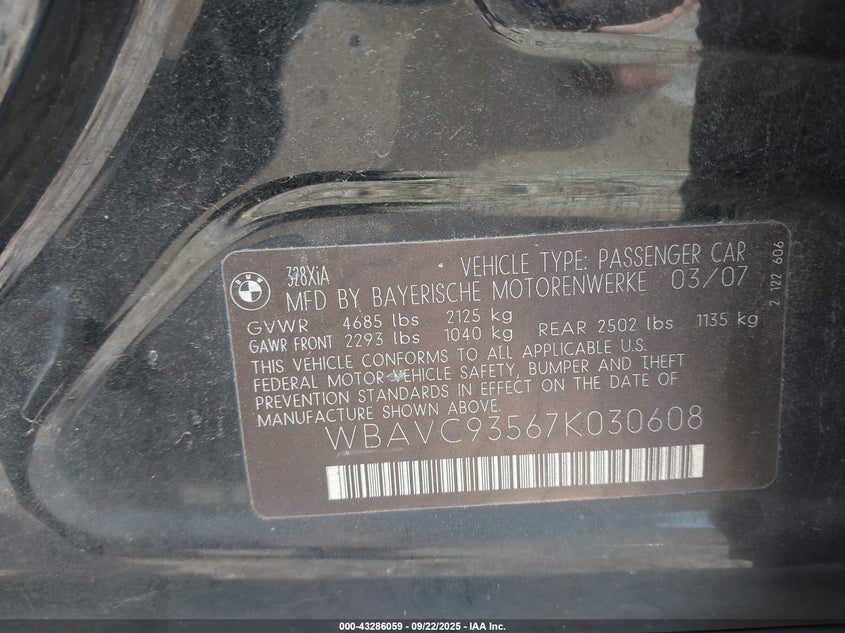 BMW
328XiA
VEHICLE TYPE: PASSENGER CAR
MFD BY BAYERISCHE MOTORENWERKE 03/07
GVWR 4685 lbs 2125 kg
GAWR FRONT 2293 lbs 1040 kg REAR 2502 lbs 1135 kg
THIS VEHICLE CONFORMS TO ALL APPLICABLE U.S.
FEDERAL MOTOR VEHICLE SAFETY, BUMPER AND THEFT
PREVENTION STANDARDS IN EFFECT ON THE DATE OF
MANUFACTURE SHOWN ABOVE.
WBAVC93567K030608
2 122 606
000-43286059 - 09/22/2025 - IAA Inc.